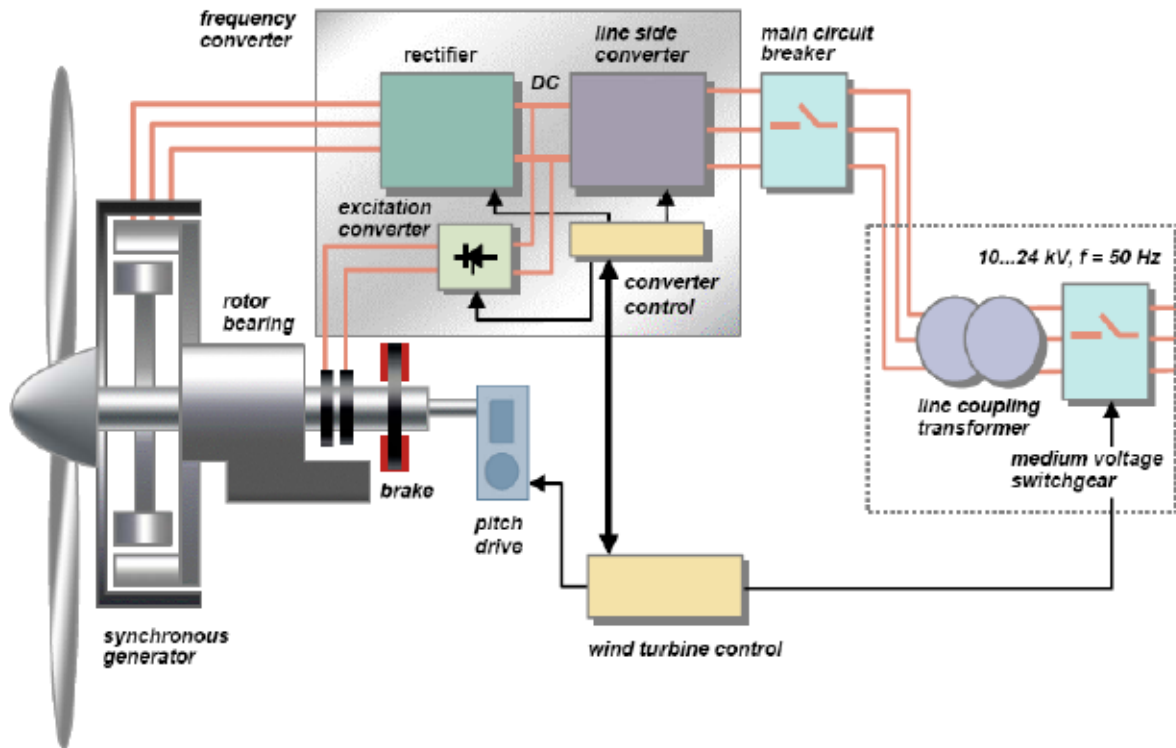 frequency
converter
rectifier
line side
converter
DC
main circuit
breaker
excitation
converter
converter
control
10...24 kV, f = 50 Hz
rotor
bearing
line coupling
transformer
medium voltage
switchgear
brake
pitch
drive
synchronous
generator
wind turbine control